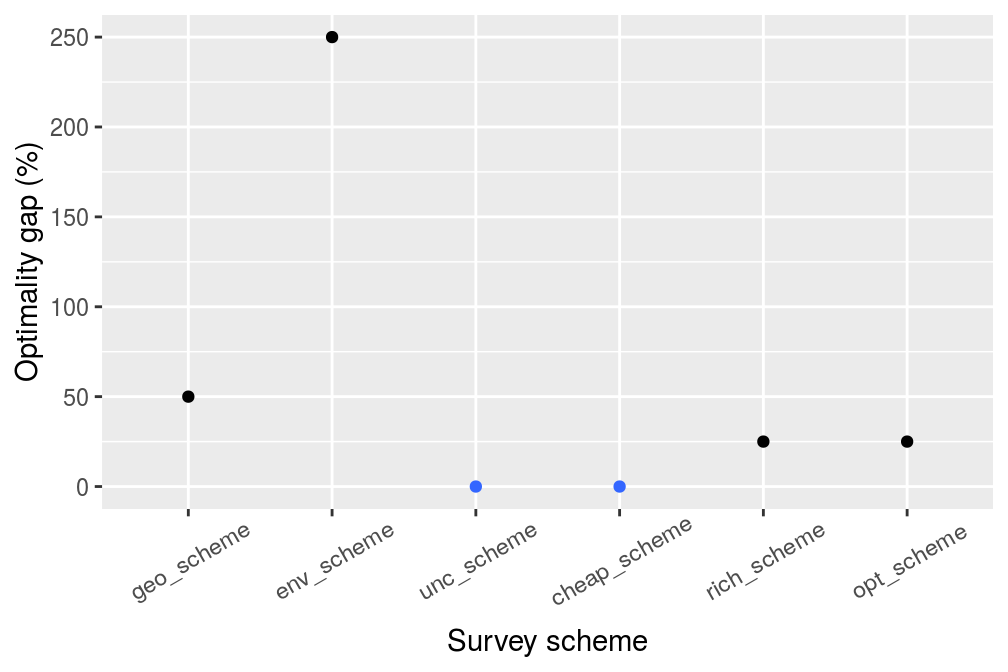 250
200
150
100
50
0
Optimality gap (%)
geo_scheme
env_scheme
unc_scheme
cheap_scheme
rich_scheme
opt_scheme
Survey scheme